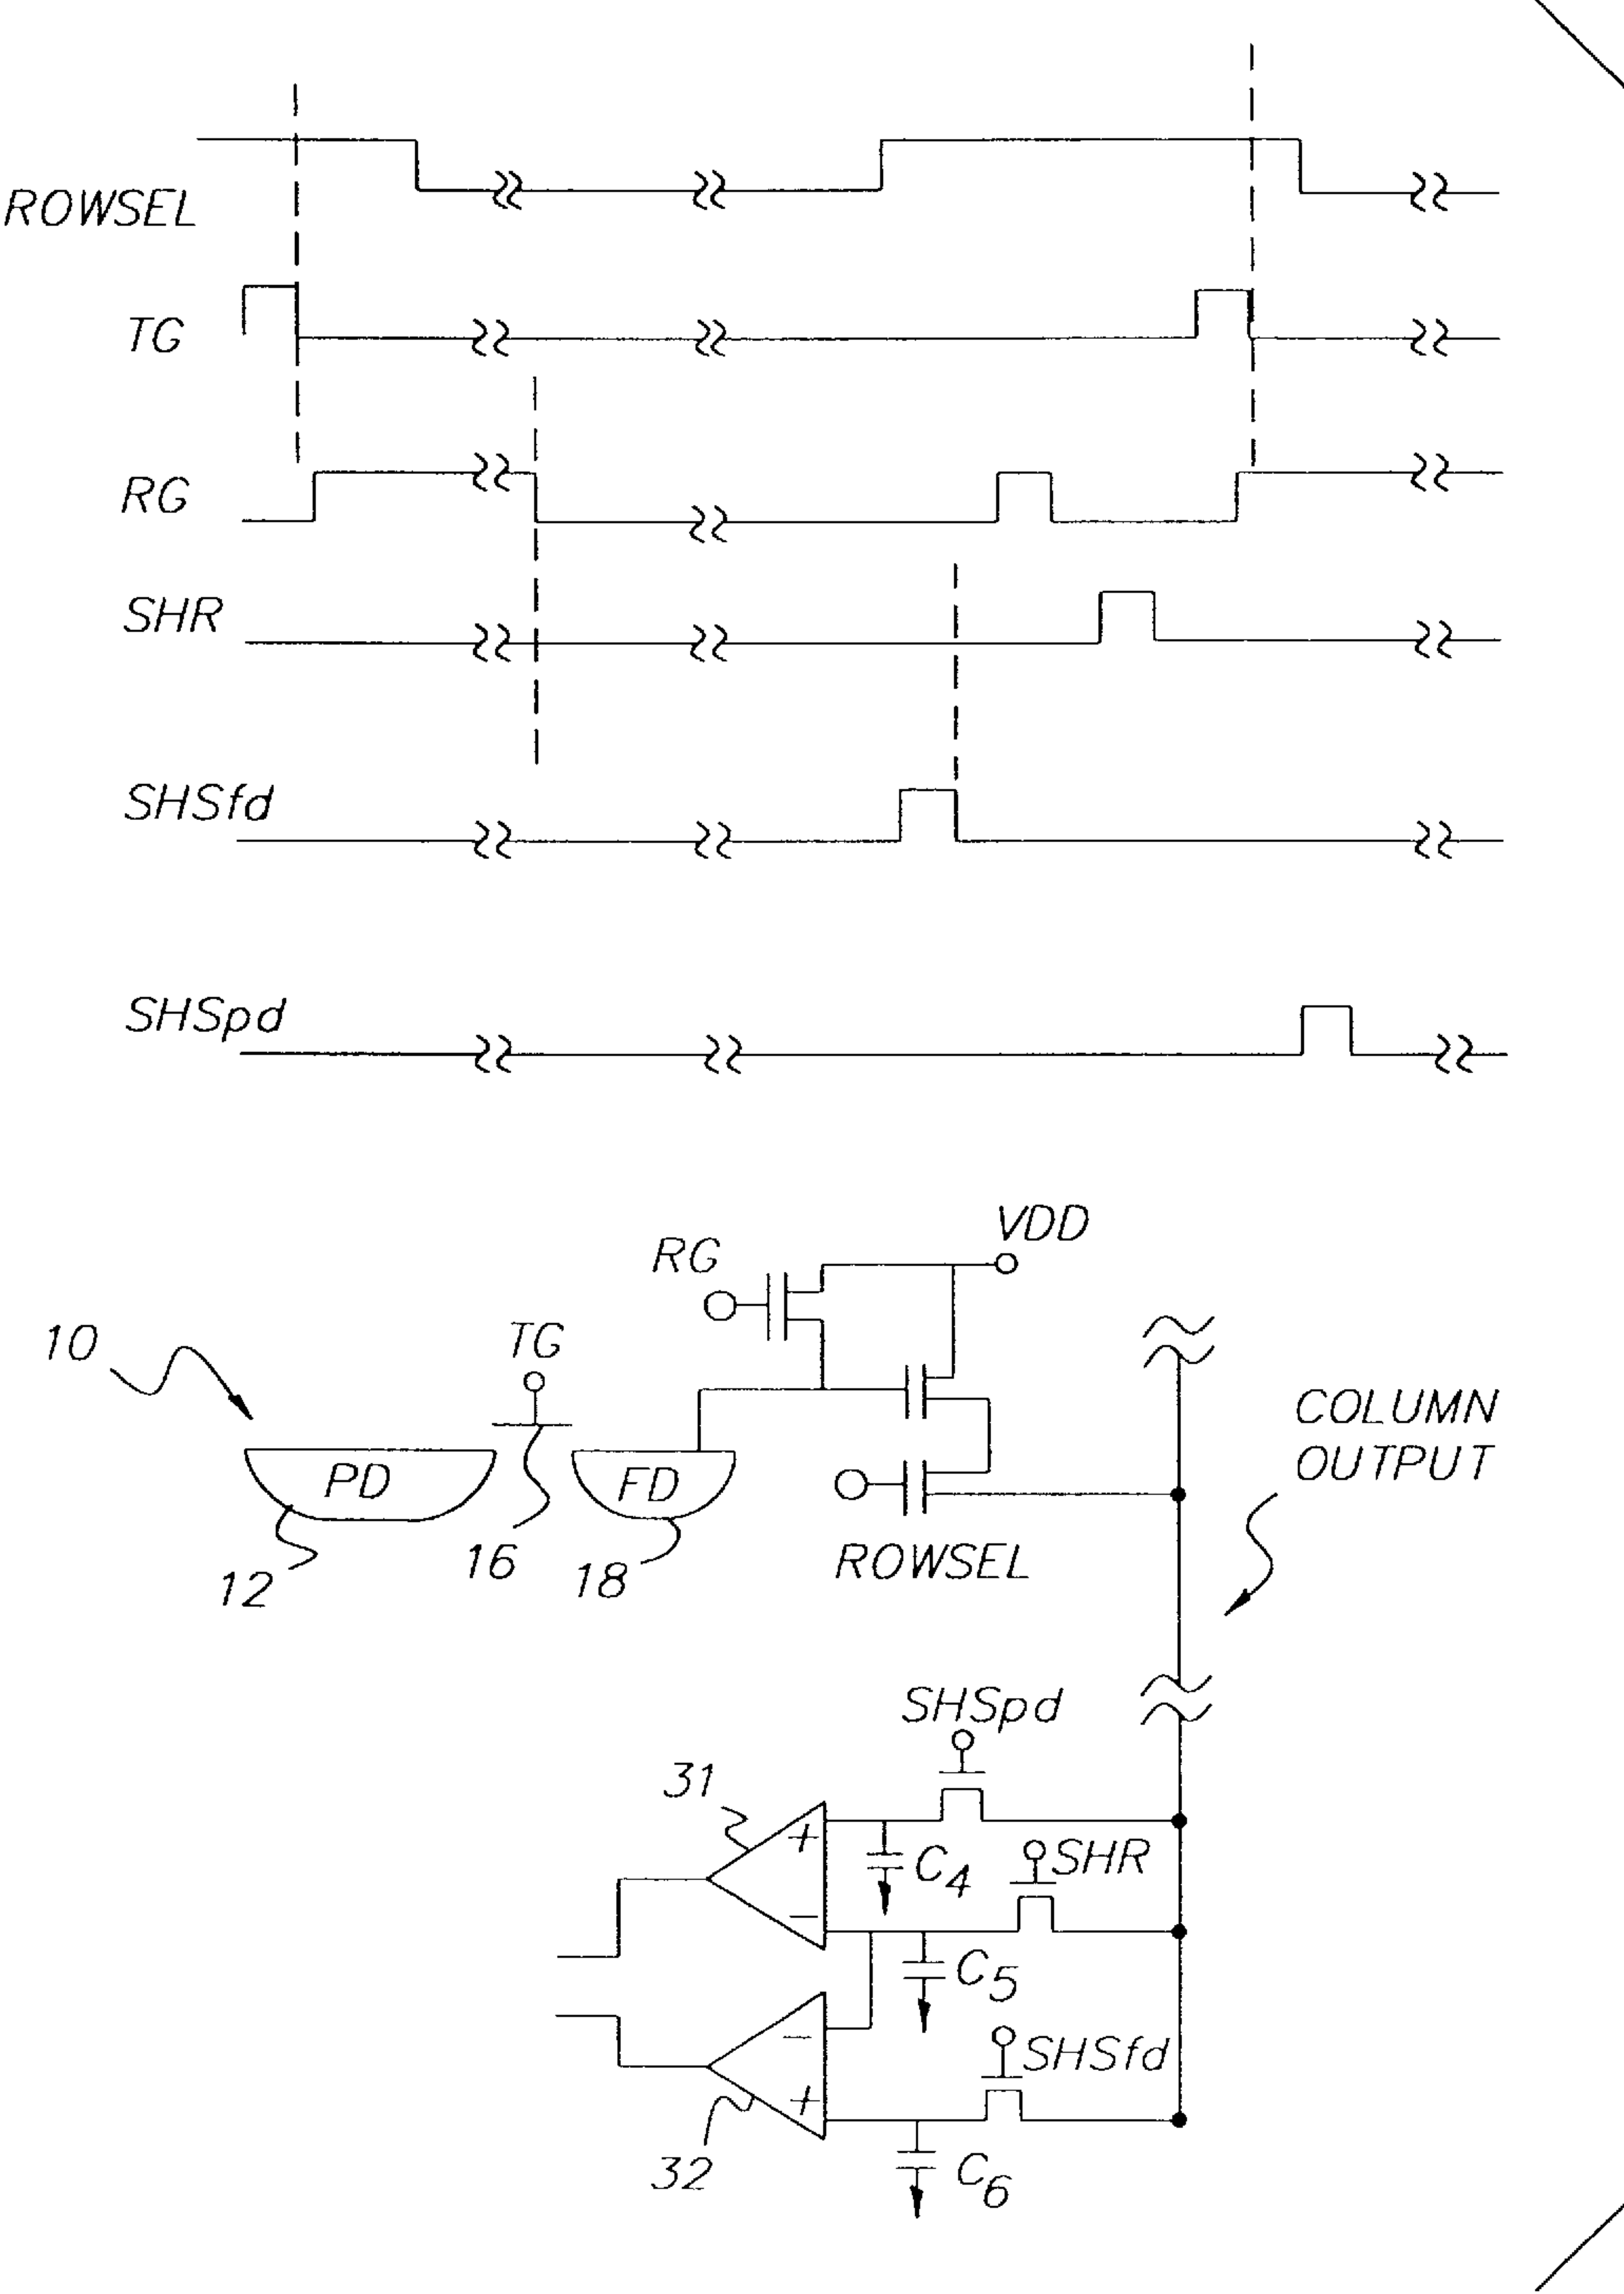 ROWSEL
TG
RG
SHR
SHSfd
SHSpd
VDD
RG
10
TG
COLUMN
OUTPUT
PD
FD
12
16
18
ROWSEL
SHSpd
31
+
SHR
C4
−
C5
−
SHSfd
+
32
C6